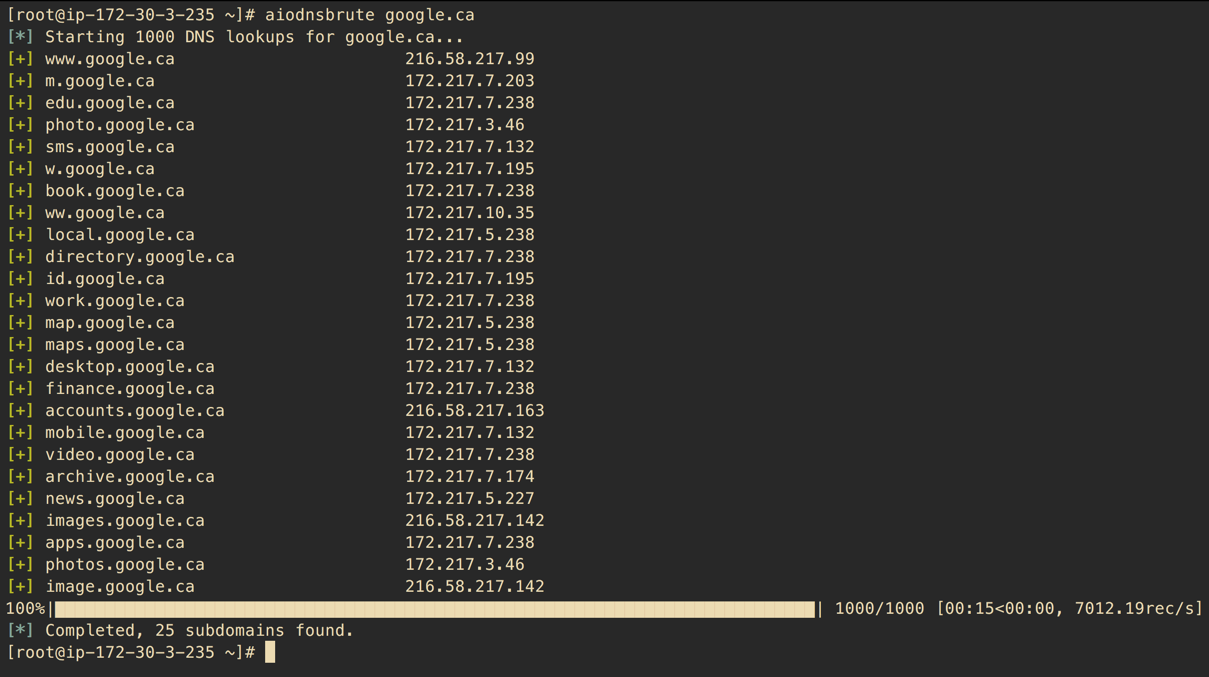 [root@ip-172-30-3-235 ~]# aiodnsbrute google.ca
[*] Starting 1000 DNS lookups for google.ca...
[+] www.google.ca 216.58.217.99
[+] m.google.ca 172.217.7.203
[+] edu.google.ca 172.217.7.238
[+] photo.google.ca 172.217.3.46
[+] sms.google.ca 172.217.7.132
[+] w.google.ca 172.217.7.195
[+] book.google.ca 172.217.7.238
[+] ww.google.ca 172.217.10.35
[+] local.google.ca 172.217.5.238
[+] directory.google.ca 172.217.7.238
[+] id.google.ca 172.217.7.195
[+] work.google.ca 172.217.7.238
[+] map.google.ca 172.217.5.238
[+] maps.google.ca 172.217.5.238
[+] desktop.google.ca 172.217.7.132
[+] finance.google.ca 172.217.7.238
[+] accounts.google.ca 216.58.217.163
[+] mobile.google.ca 172.217.7.132
[+] video.google.ca 172.217.7.238
[+] archive.google.ca 172.217.7.174
[+] news.google.ca 172.217.5.227
[+] images.google.ca 216.58.217.142
[+] apps.google.ca 172.217.7.238
[+] photos.google.ca 172.217.3.46
[+] image.google.ca 216.58.217.142
100%| | 1000/1000 [00:15<00:00, 7012.19rec/s]
[*] Completed, 25 subdomains found.
[root@ip-172-30-3-235 ~]#